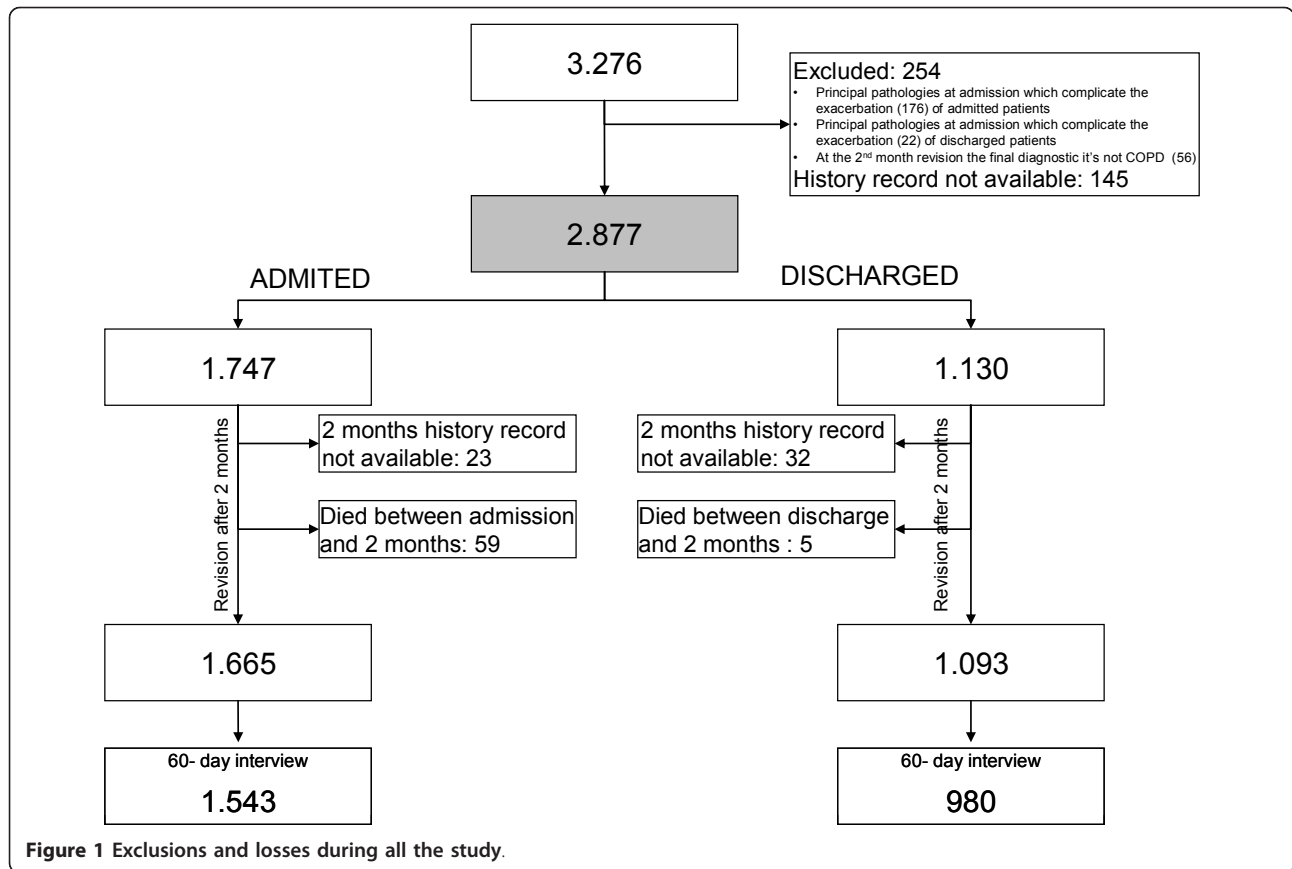 3.276
Excluded: 254
• Principal pathologies at admission which complicate the
exacerbation (176) of admitted patients
• Principal pathologies at admission which complicate the
exacerbation (22) of discharged patients
• At the 2nd month revision the final diagnostic it's not COPD (56)
History record not available: 145
2.877
ADMITED
DISCHARGED
1.747
1.130
Revision after 2 months
2 months history record
not available: 23
Died between admission
and 2 months: 59
2 months history record
not available: 32
Died between discharge
and 2 months : 5
Revision after 2 months
1.665
1.093
60- day interview
1.543
60- day interview
980
Figure 1 Exclusions and losses during all the study.